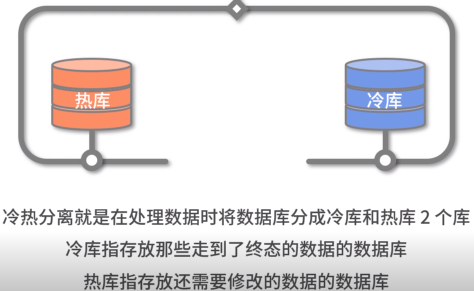 热库
冷库
冷热分离就是在处理数据时将数据库分成冷库和热库 2 个库
冷库指存放那些走到了终态的数据的数据库
热库指存放还需要修改的数据的数据库